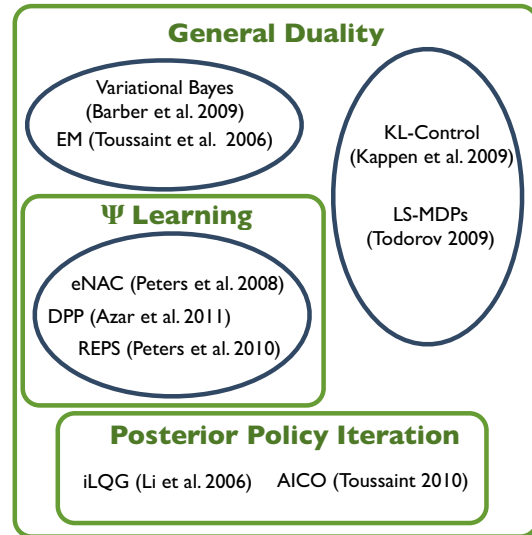 General Duality
Variational Bayes
(Barber et al. 2009)
EM (Toussaint et al. 2006)
KL-Control
(Kappen et al. 2009)
LS-MDPs
(Todorov 2009)
Ψ Learning
eNAC (Peters et al. 2008)
DPP (Azar et al. 2011)
REPS (Peters et al. 2010)
Posterior Policy Iteration
iLQG (Li et al. 2006) AICO (Toussaint 2010)